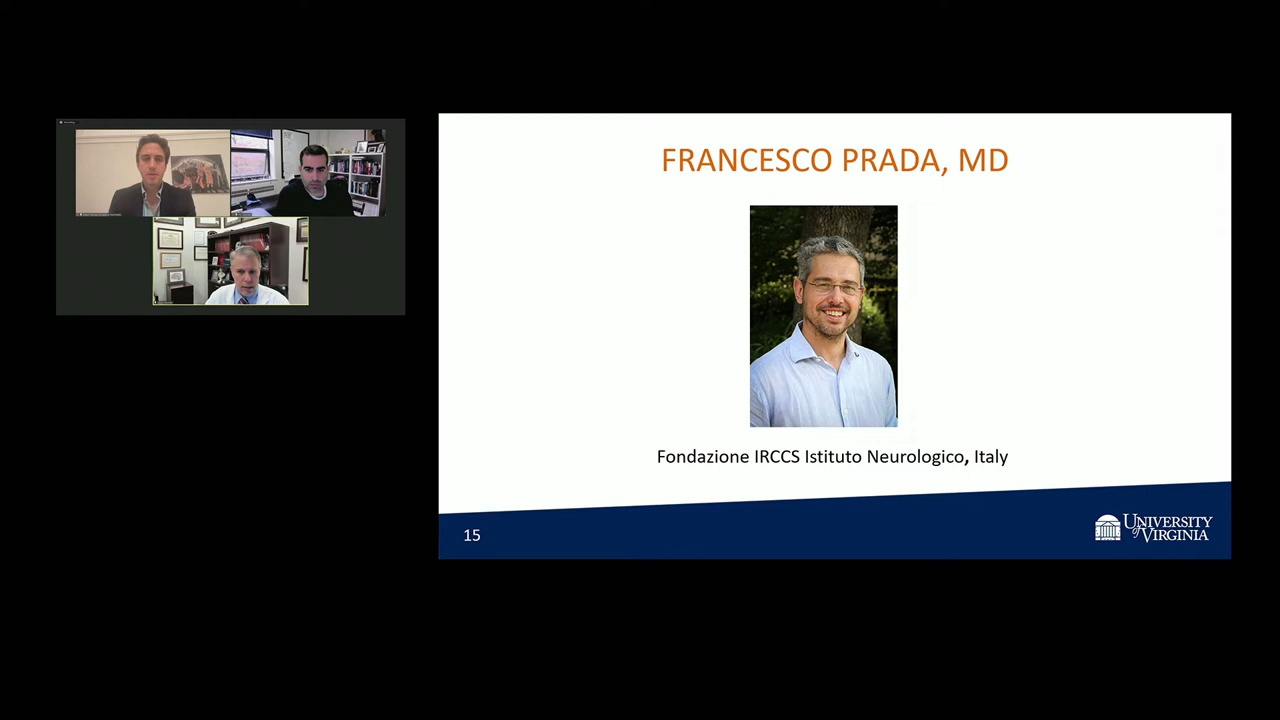 FRANCESCO PRADA, MD
Fondazione IRCCS Istituto Neurologico, Italy
15
UNIVERSITY
of VIRGINIA